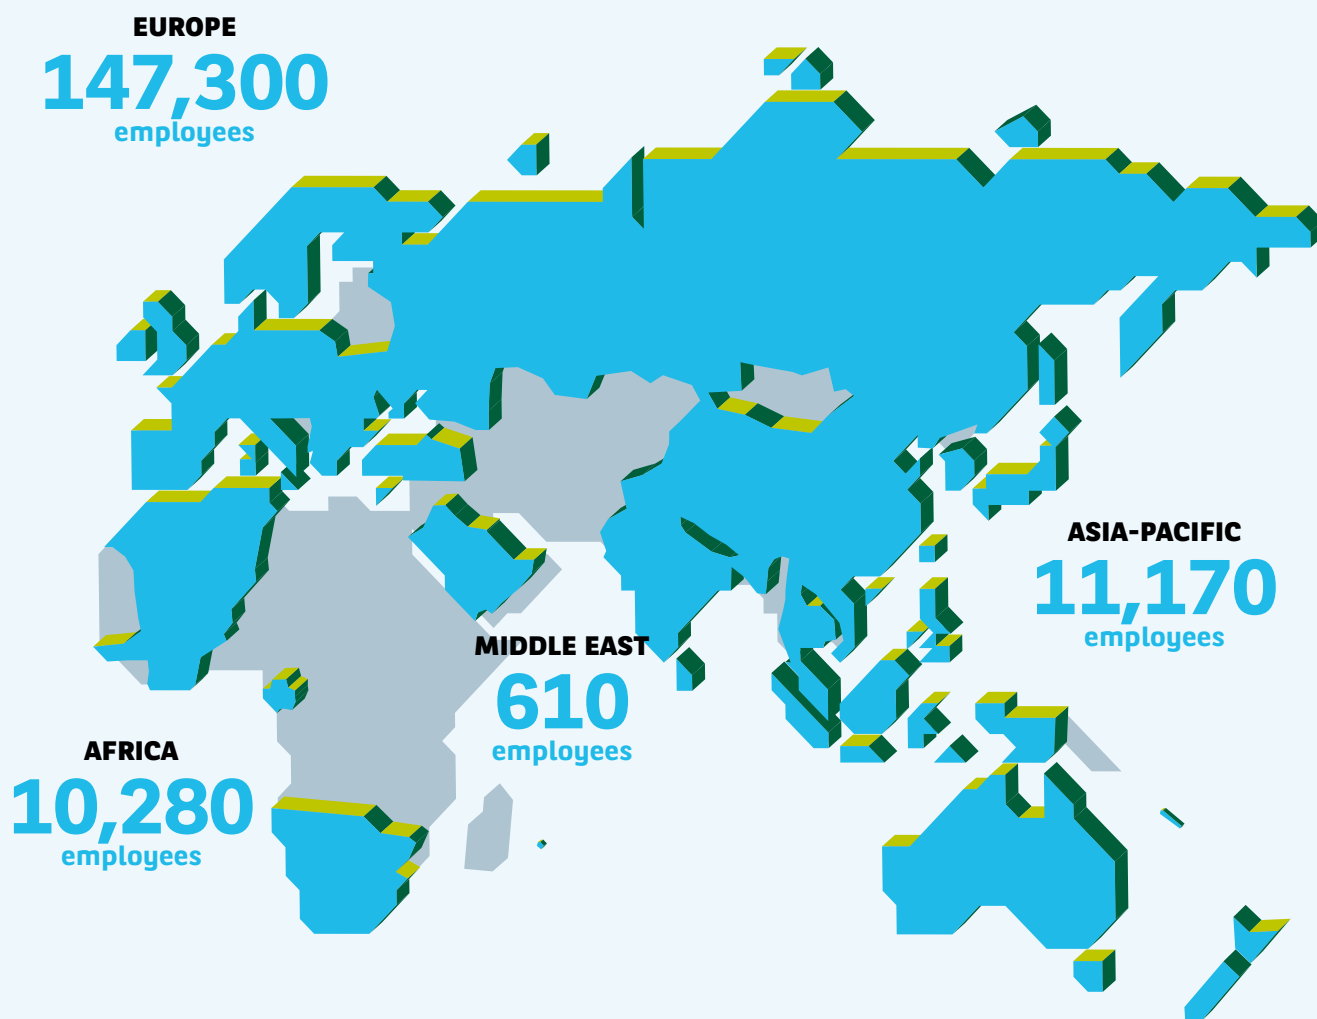 EUROPE
147,300
employees
ASIA-PACIFIC
11,170
employees
MIDDLE EAST
610
employees
AFRICA
10,280
employees